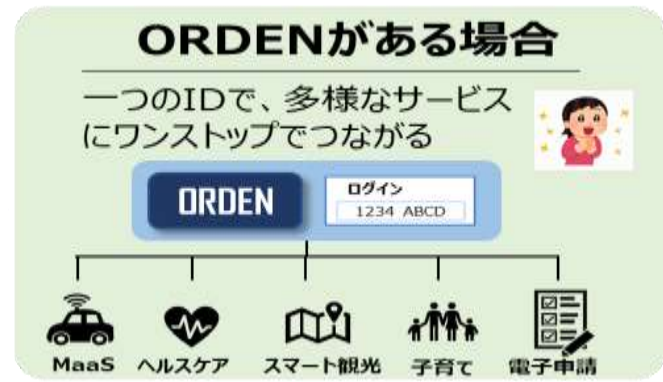 ORDENがある場合
一つのIDで、多様なサービス
にワンストップでつながる
ORDEN
ログイン
1234 ABCD
MaaS
ヘルスケア
スマート観光
子育て
電子申請